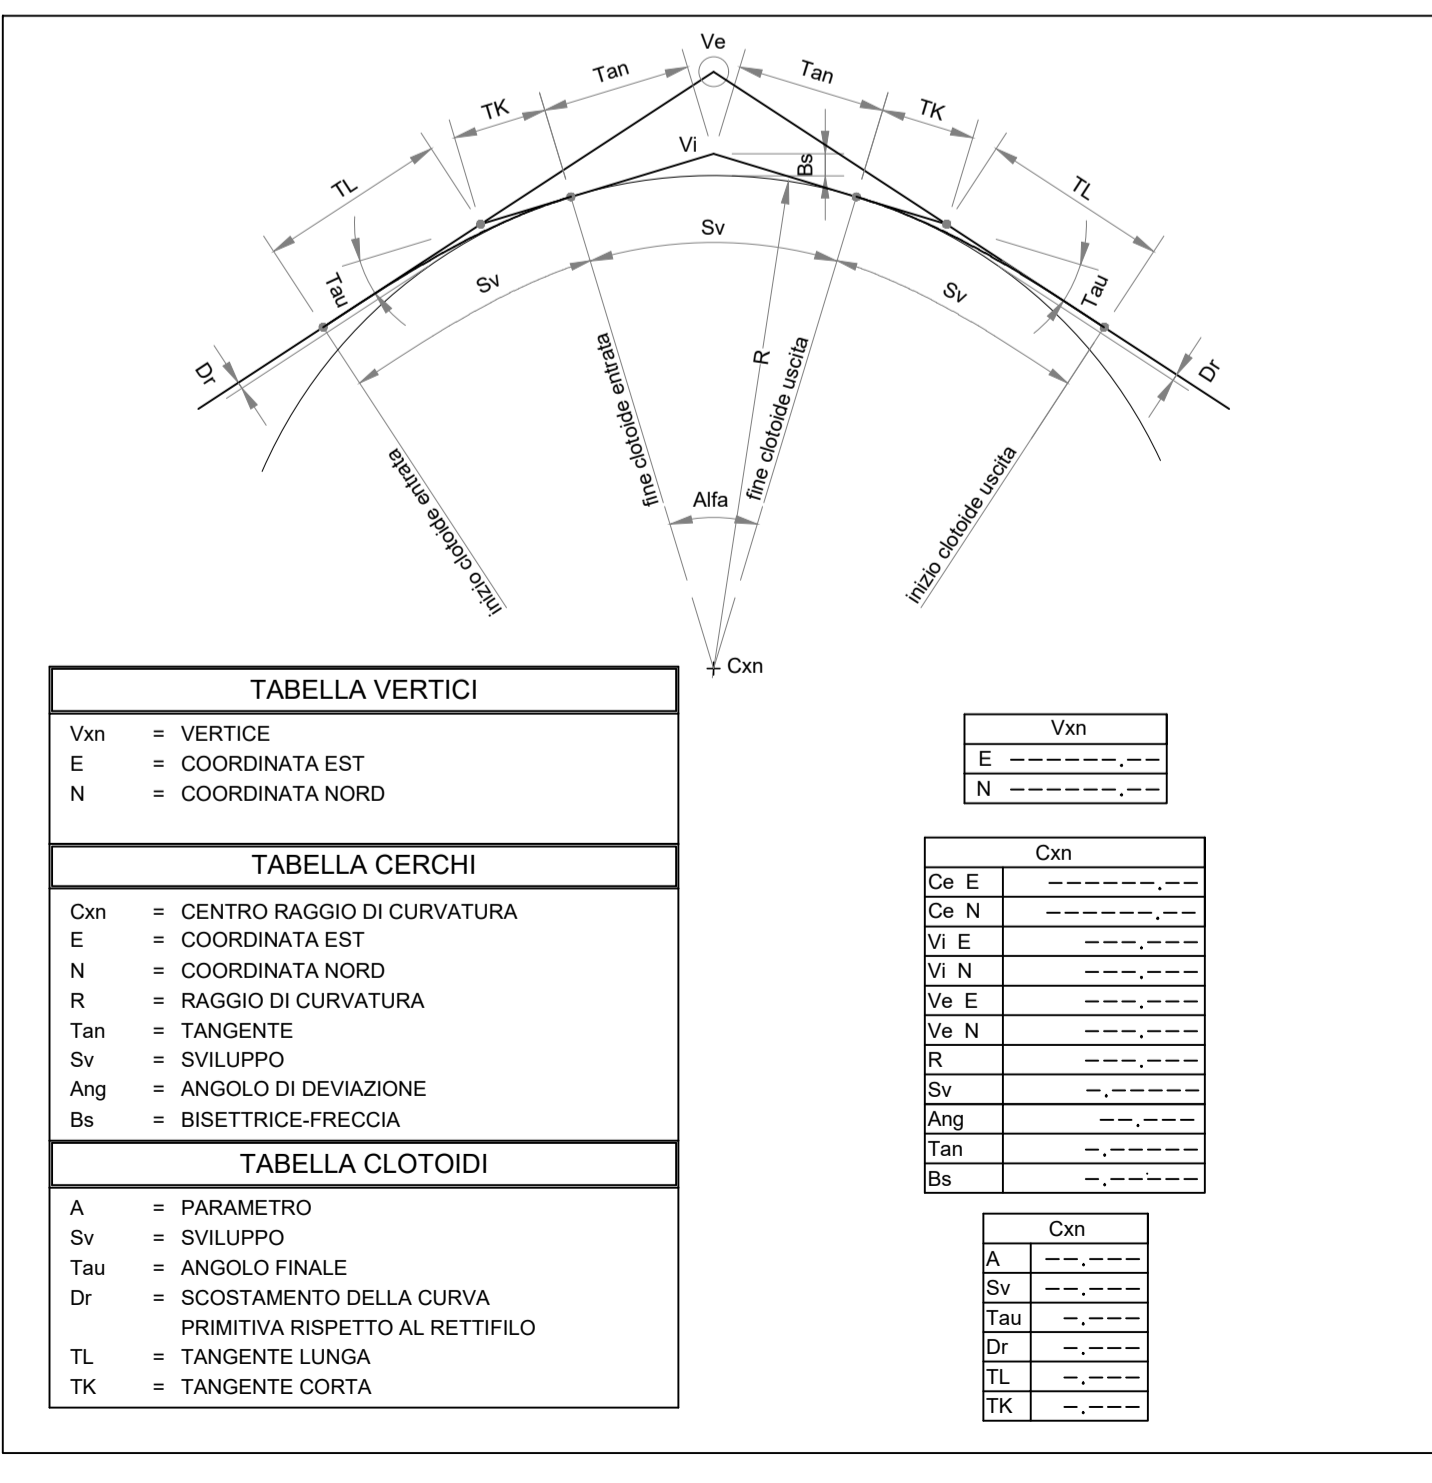 Ve
Tan
Tan
TK
TK
Vi
Bs
TL
TL
Sv
Sv
Sv
Tau
Tau
Dr
Dr
R
fine clotoide entrata
fine clotoide uscita
inizio clotoide entrata
inizio clotoide uscita
Alfa
Cxn
TABELLA VERTICI
Vxn = VERTICE
E = COORDINATA EST
N = COORDINATA NORD
TABELLA CERCHI
Cxn = CENTRO RAGGIO DI CURVATURA
E = COORDINATA EST
N = COORDINATA NORD
R = RAGGIO DI CURVATURA
Tan = TANGENTE
Sv = SVILUPPO
Ang = ANGOLO DI DEVIAZIONE
Bs = BISETTRICE-FRECCIA
TABELLA CLOTOIDI
A = PARAMETRO
Sv = SVILUPPO
Tau = ANGOLO FINALE
Dr = SCOSTAMENTO DELLA CURVA
PRIMITIVA RISPETTO AL RETTIFILO
TL = TANGENTE LUNGA
TK = TANGENTE CORTA
Vxn
E ------.--
N ------.--
Cxn
Ce E ------.--
Ce N ------.--
Vi E ---.---
Vi N ---.---
Ve E ---.---
Ve N ---.---
R ---.---
Sv -.-----
Ang --.---
Tan -.-----
Bs -.-----
Cxn
A --.---
Sv --.---
Tau -.---
Dr -.---
TL -.---
TK -.---